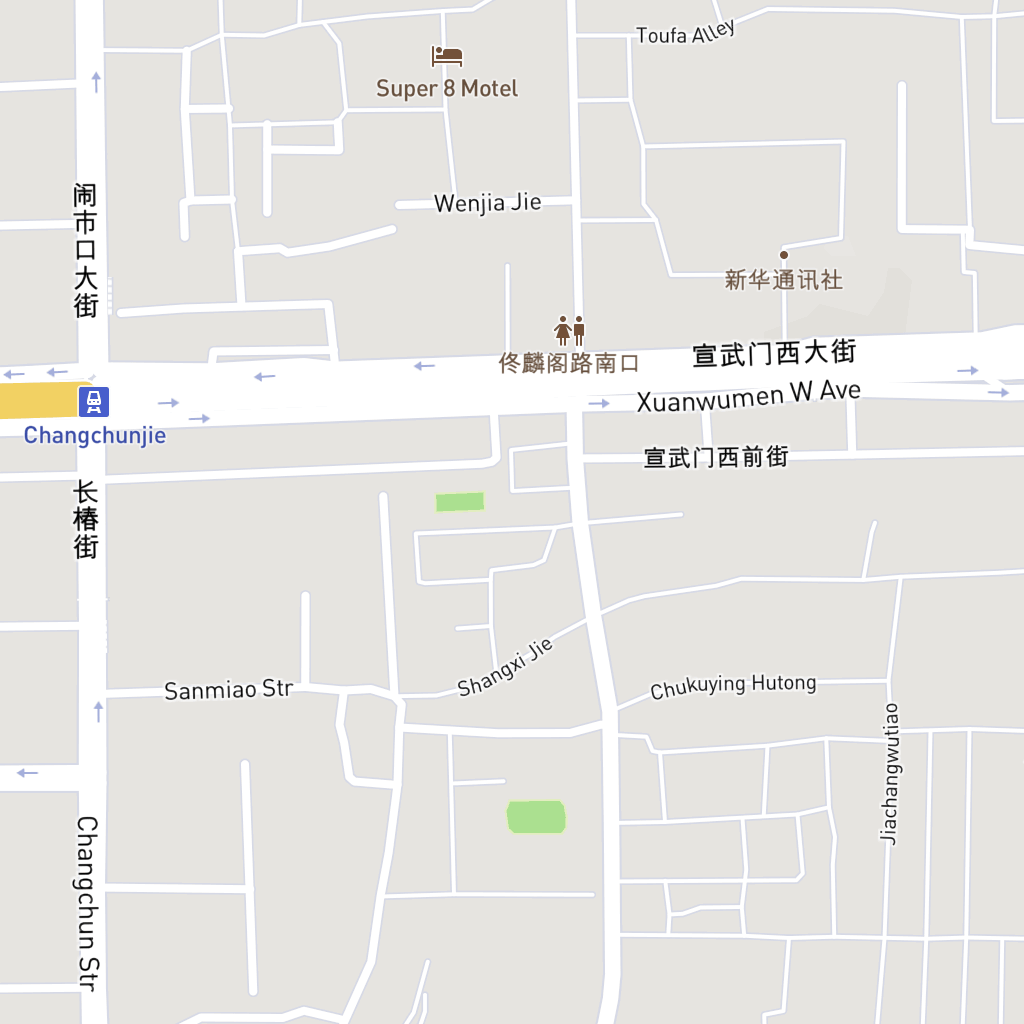 Toufa Alley
Super 8 Motel
闹市口大街
Wenjia Jie
新华通讯社
佟麟阁路南口
宣武门西大街
Xuanwumen W Ave
Changchunjie
宣武门西前街
长椿街
Shangxi Jie
Sanmiao Str
Chukuying Hutong
Jiachangwutiao
Changchun Str